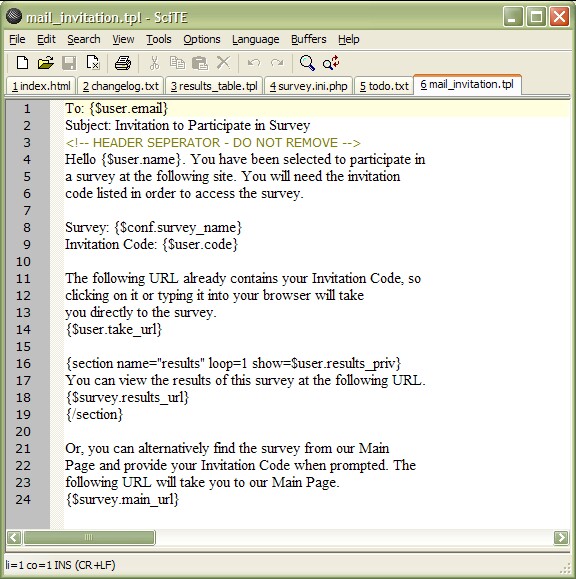 mail_invitation.tpl - SciTE
File Edit Search View Tools Options Language Buffers Help
1 index.html 2 changelog.txt 3 results_table.tpl 4 survey.ini.php 5 todo.txt 6 mail_invitation.tpl
1 To: {$user.email}
2 Subject: Invitation to Participate in Survey
3 <!-- HEADER SEPERATOR - DO NOT REMOVE -->
4 Hello {$user.name}. You have been selected to participate in
5 a survey at the following site. You will need the invitation
6 code listed in order to access the survey.
7
8 Survey: {$conf.survey_name}
9 Invitation Code: {$user.code}
10
11 The following URL already contains your Invitation Code, so
12 clicking on it or typing it into your browser will take
13 you directly to the survey.
14 {$user.take_url}
15
16 {section name="results" loop=1 show=$user.results_priv}
17 You can view the results of this survey at the following URL.
18 {$survey.results_url}
19 {/section}
20
21 Or, you can alternatively find the survey from our Main
22 Page and provide your Invitation Code when prompted. The
23 following URL will take you to our Main Page.
24 {$survey.main_url}
li=1 co=1 INS (CR+LF)